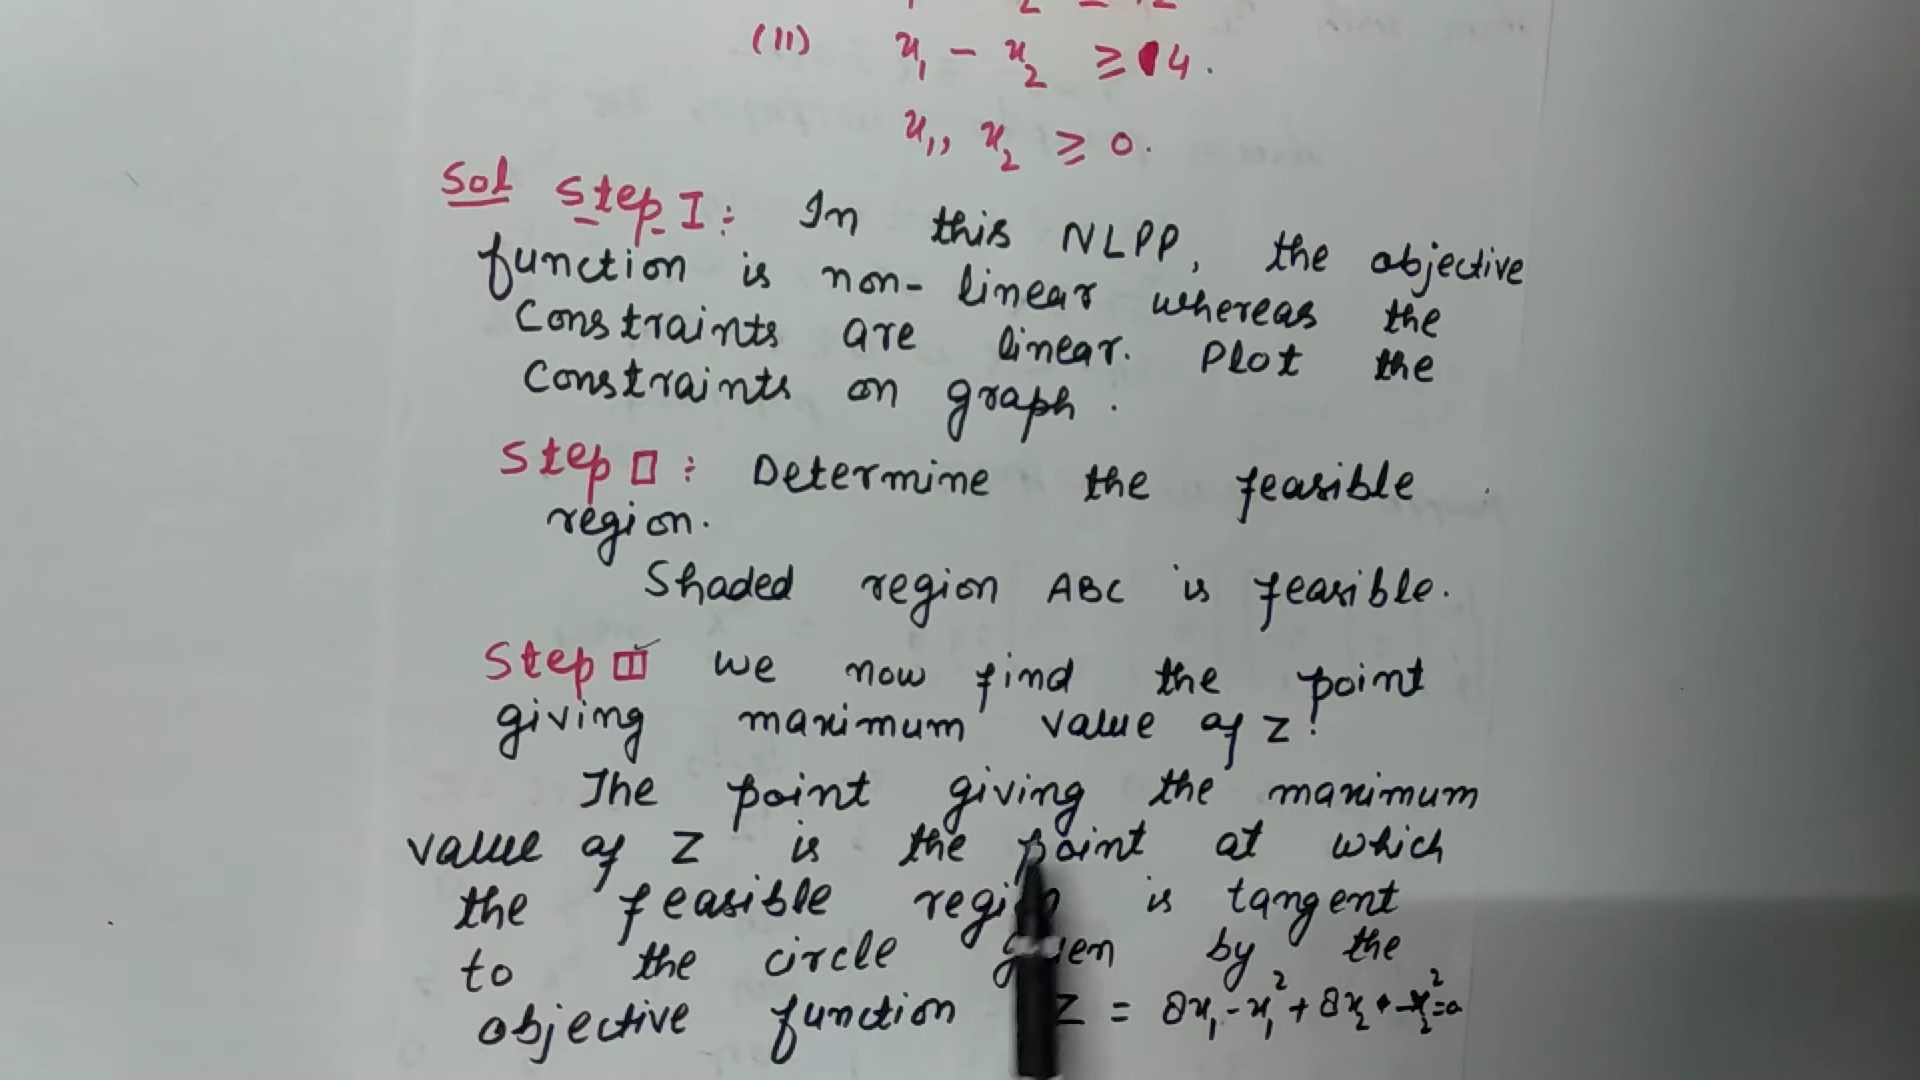 (II) x₁ - x₂ ≥ 4.
x₁, x₂ ≥ 0.
Sol Step I: In this NLPP, the objective
function is non-linear whereas the
Constraints are linear. Plot the
Constraints on graph.
Step II: Determine the feasible
region.
Shaded region ABC is feasible.
Step III we now find the point
giving maximum value of Z.
The point giving the maximum
value of Z is the point at which
the feasible region is tangent
to the circle given by the
objective function Z = 8x₁ - x₁² + 8x₂ - x₂² = a